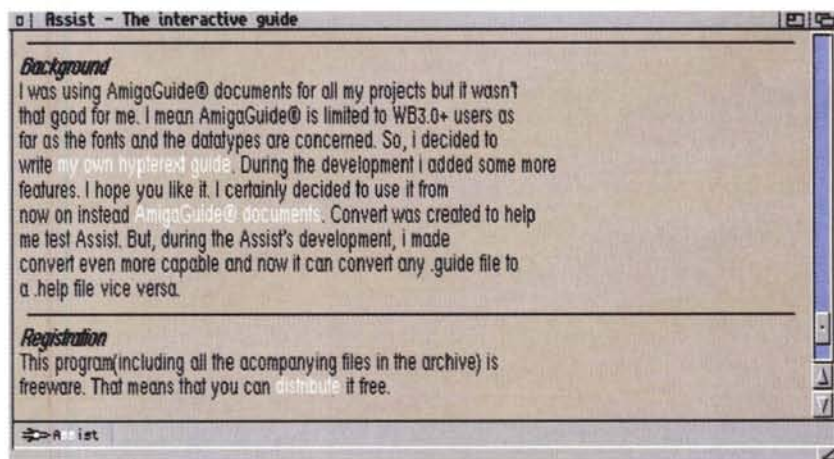 Assist - The interactive guide
Background
I was using AmigaGuide® documents for all my projects but it wasn't
that good for me. I mean AmigaGuide® is limited to WB3.0+ users as
far as the fonts and the datatypes are concerned. So, i decided to
write my own hypterext guide. During the development i added some more
features. I hope you like it. I certainly decided to use it from
now on instead AmigaGuide® documents. Convert was created to help
me test Assist. But, during the Assist's development, i made
convert even more capable and now it can convert any .guide file to
a .help file vice versa.
Registration
This program(including all the acompanying files in the archive) is
freeware. That means that you can distribute it free.
Assist